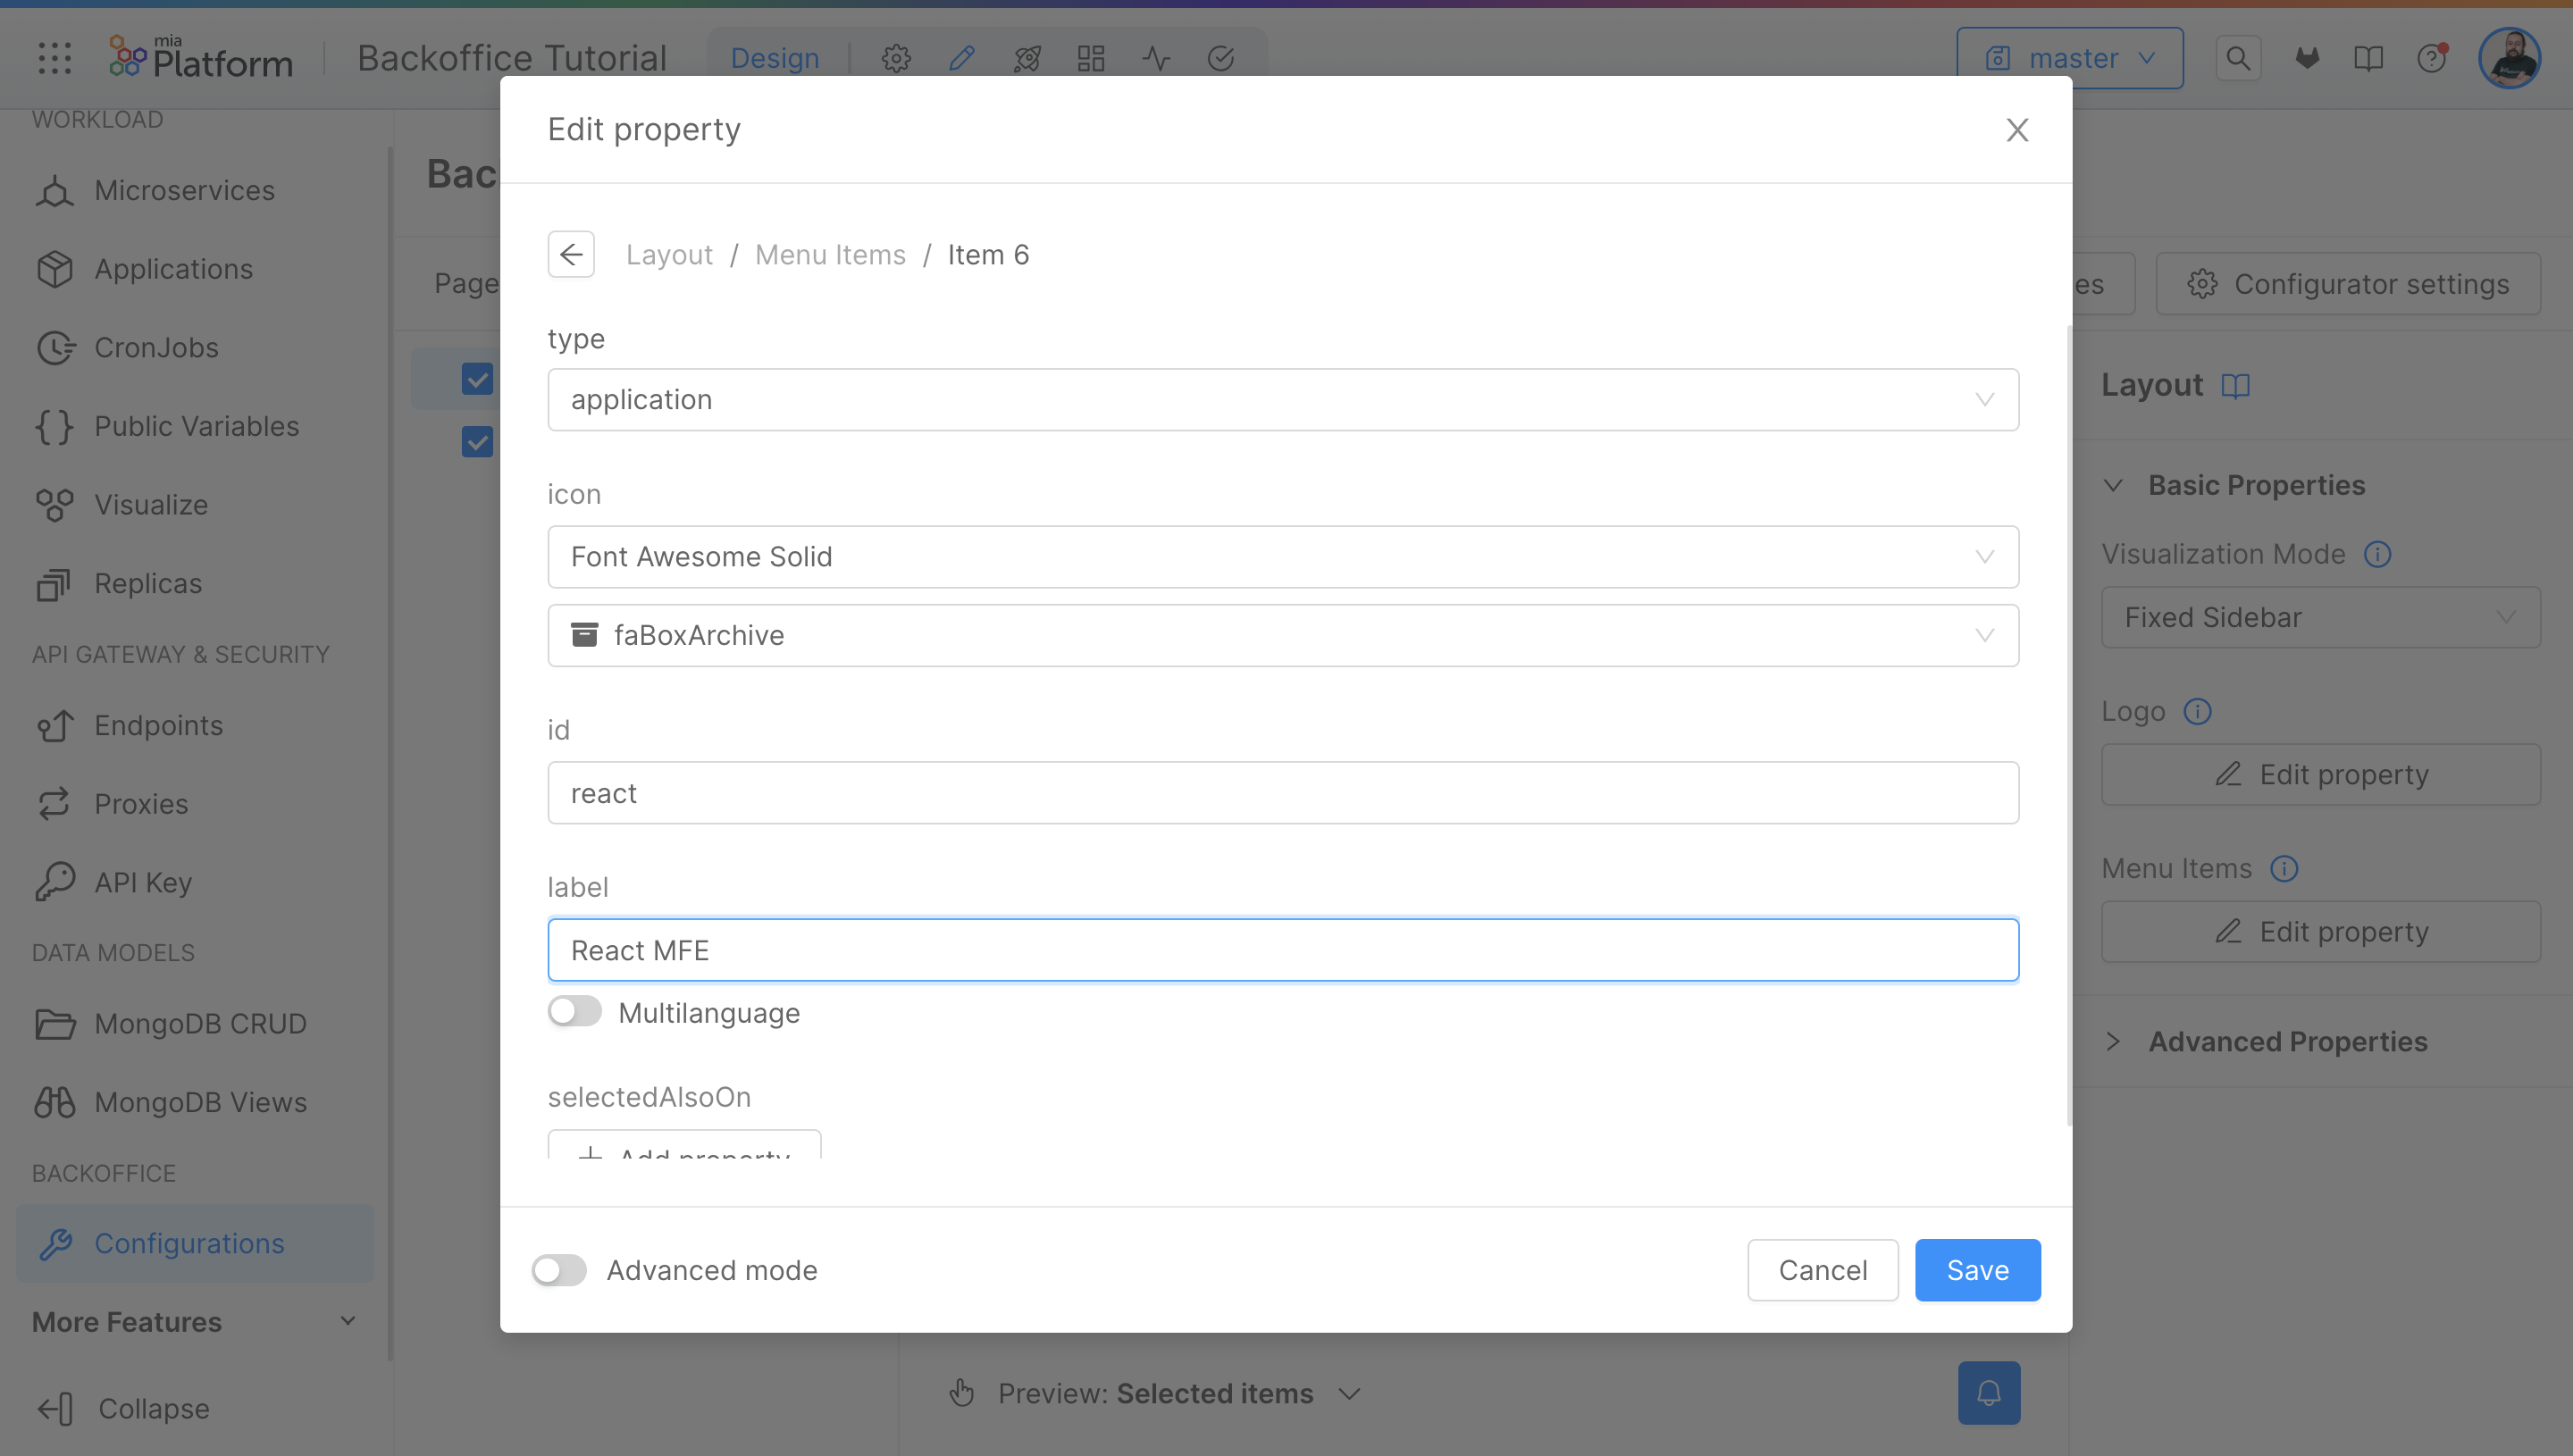 mia
Platform
Backoffice Tutorial
Design
master
WORKLOAD
Microservices
Applications
CronJobs
Public Variables
Visualize
Replicas
API GATEWAY & SECURITY
Endpoints
Proxies
API Key
DATA MODELS
MongoDB CRUD
MongoDB Views
BACKOFFICE
Configurations
More Features
Collapse
Bac
Page
Edit property
Layout / Menu Items / Item 6
type
application
icon
Font Awesome Solid
faBoxArchive
id
react
label
React MFE
Multilanguage
selectedAlsoOn
Add property
Advanced mode
Cancel
Save
Preview: Selected items
es
Configurator settings
Layout
Basic Properties
Visualization Mode
Fixed Sidebar
Logo
Edit property
Menu Items
Edit property
Advanced Properties